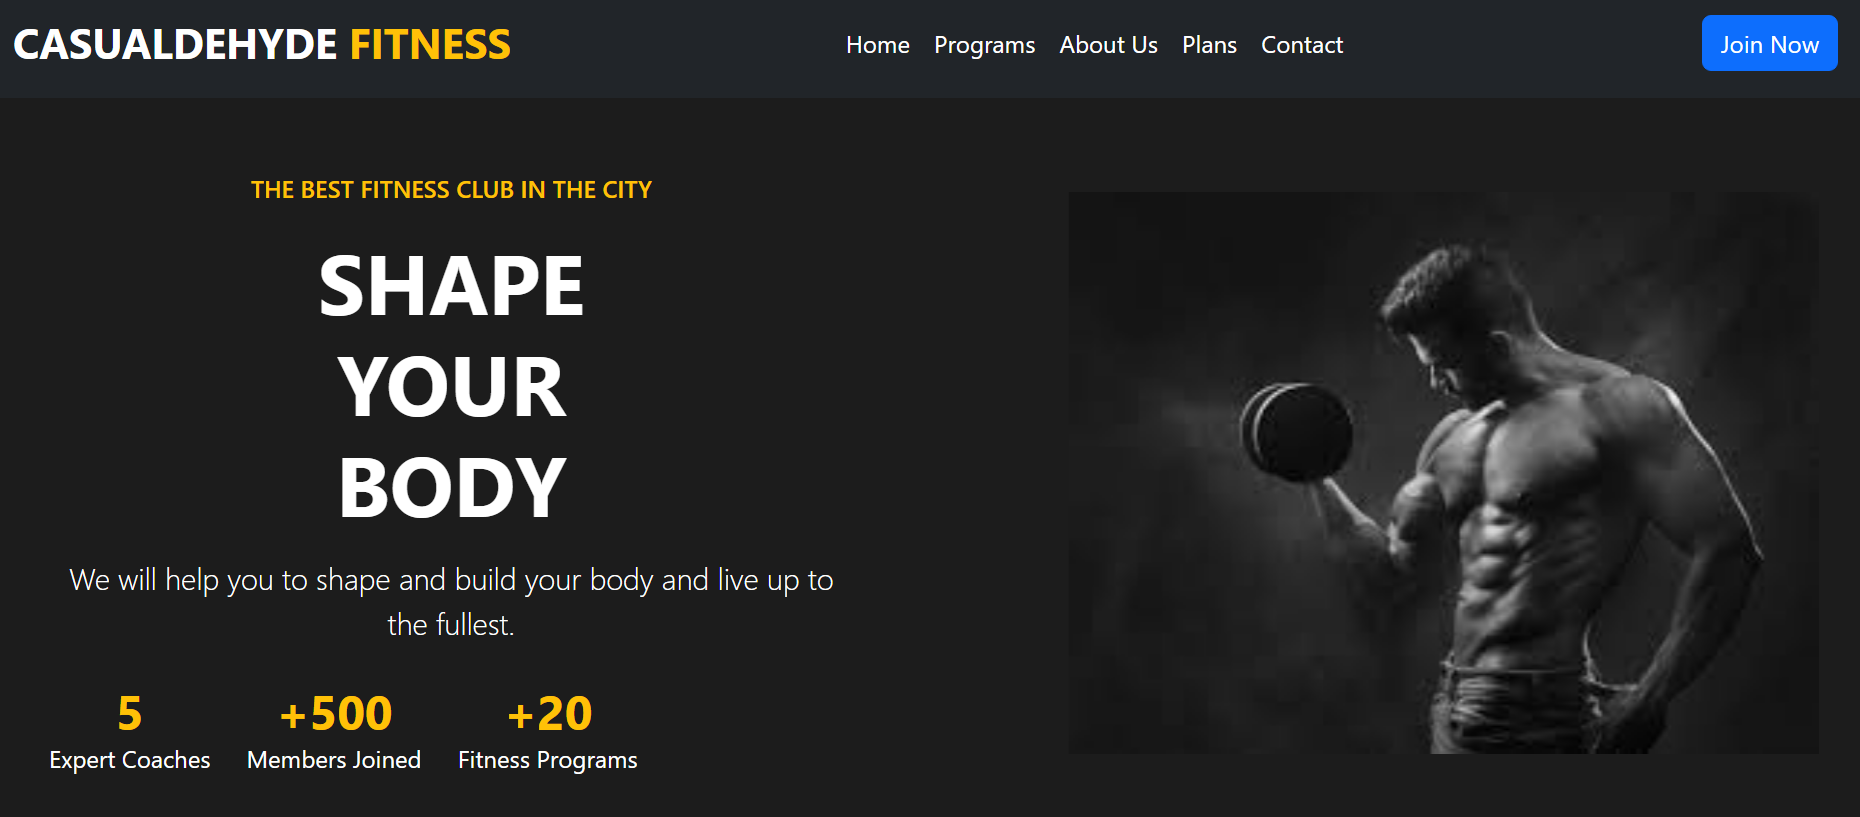 CASUALDEHYDE FITNESS
Home Programs About Us Plans Contact
Join Now
THE BEST FITNESS CLUB IN THE CITY
SHAPE
YOUR
BODY
We will help you to shape and build your body and live up to
the fullest.
5
Expert Coaches
+500
Members Joined
+20
Fitness Programs